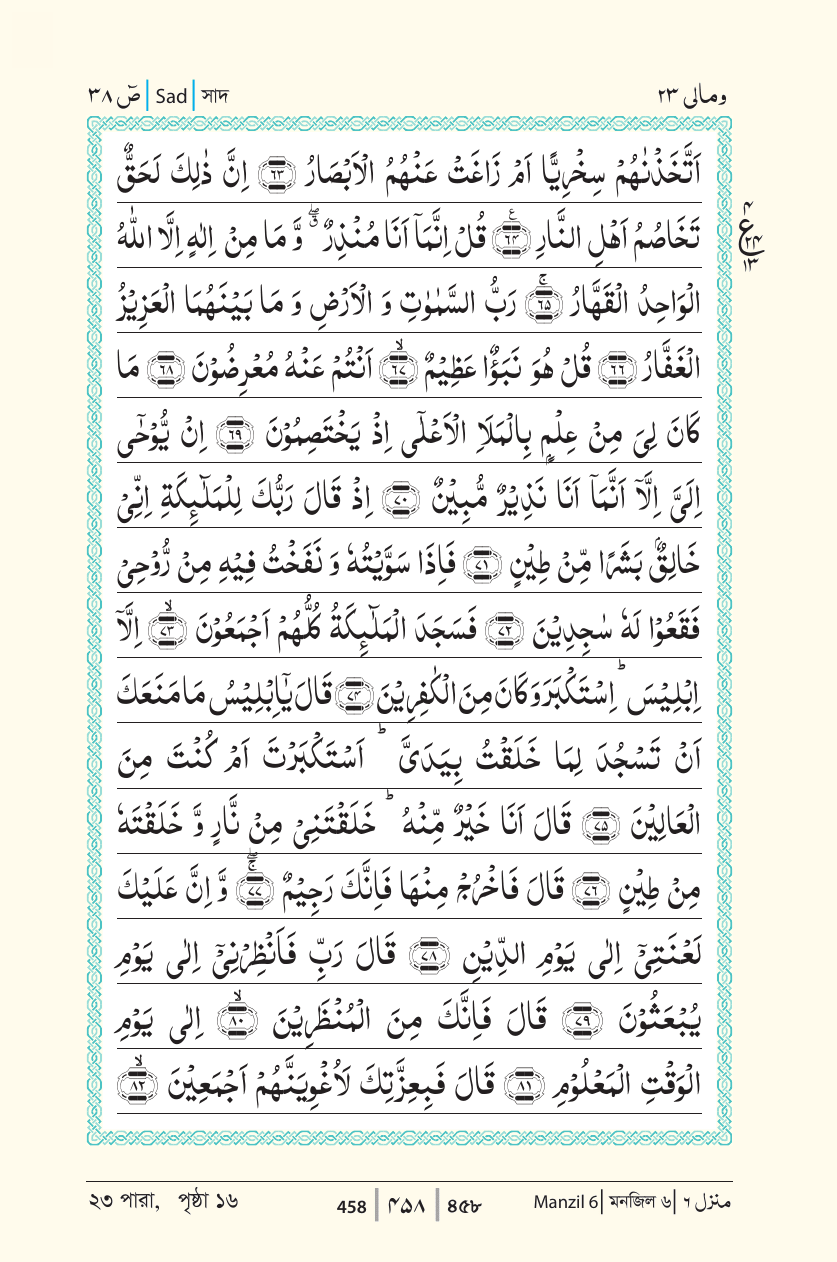 ص ٓ ٣٨ | Sad | সাদ
ومالی ٢٣
اَتَّخَذْنٰهُمْ سِخْرِیًّا اَمْ زَاغَتْ عَنْهُمُ الْاَبْصَارُ ﴿٦٣﴾ اِنَّ ذٰلِكَ لَحَقٌّ
تَخَاصُمُ اَهْلِ النَّارِ ﴿٦٤﴾ؒ قُلْ اِنَّمَاۤ اَنَا مُنْذِرٌ ۖۗ وَّ مَا مِنْ اِلٰهٍ اِلَّا اللّٰهُ
٤ ع ٢٤ ١٣
الْوَاحِدُ الْقَهَّارُ ﴿٦٥﴾ۚ رَبُّ السَّمٰوٰتِ وَ الْاَرْضِ وَ مَا بَیْنَهُمَا الْعَزِیْزُ
الْغَفَّارُ ﴿٦٦﴾ قُلْ هُوَ نَبَؤٌا عَظِیْمٌ ﴿٦٧﴾ۙ اَنْتُمْ عَنْهُ مُعْرِضُوْنَ ﴿٦٨﴾ مَا
كَانَ لِیَ مِنْ عِلْمٍۭ بِالْمَلَاِ الْاَعْلٰۤی اِذْ یَخْتَصِمُوْنَ ﴿٦٩﴾ اِنْ یُّوْحٰۤی
اِلَیَّ اِلَّاۤ اَنَّمَاۤ اَنَا نَذِیْرٌ مُّبِیْنٌ ﴿٧٠﴾ اِذْ قَالَ رَبُّكَ لِلْمَلٰٓىِٕكَةِ اِنِّیْ
خَالِقٌۢ بَشَرًا مِّنْ طِیْنٍ ﴿٧١﴾ فَاِذَا سَوَّیْتُهٗ وَ نَفَخْتُ فِیْهِ مِنْ رُّوْحِیْ
فَقَعُوْا لَهٗ سٰجِدِیْنَ ﴿٧٢﴾ فَسَجَدَ الْمَلٰٓىِٕكَةُ كُلُّهُمْ اَجْمَعُوْنَ ﴿٧٣﴾ۙ اِلَّاۤ
اِبْلِیْسَ ؕ اِسْتَكْبَرَ وَ كَانَ مِنَ الْكٰفِرِیْنَ ﴿٧٤﴾ قَالَ یٰۤاِبْلِیْسُ مَا مَنَعَكَ
اَنْ تَسْجُدَ لِمَا خَلَقْتُ بِیَدَیَّ ؕ اَسْتَكْبَرْتَ اَمْ كُنْتَ مِنَ
الْعَالِیْنَ ﴿٧٥﴾ قَالَ اَنَا خَیْرٌ مِّنْهُ ؕ خَلَقْتَنِیْ مِنْ نَّارٍ وَّ خَلَقْتَهٗ
مِنْ طِیْنٍ ﴿٧٦﴾ قَالَ فَاخْرُجْ مِنْهَا فَاِنَّكَ رَجِیْمٌ ﴿٧٧﴾ۚۖ وَّ اِنَّ عَلَیْكَ
لَعْنَتِیْۤ اِلٰی یَوْمِ الدِّیْنِ ﴿٧٨﴾ قَالَ رَبِّ فَاَنْظِرْنِیْۤ اِلٰی یَوْمِ
یُبْعَثُوْنَ ﴿٧٩﴾ قَالَ فَاِنَّكَ مِنَ الْمُنْظَرِیْنَ ﴿٨٠﴾ۙ اِلٰی یَوْمِ
الْوَقْتِ الْمَعْلُوْمِ ﴿٨١﴾ قَالَ فَبِعِزَّتِكَ لَاُغْوِیَنَّهُمْ اَجْمَعِیْنَ ﴿٨٢﴾ۙ
২৩ পারা, পৃষ্ঠা ১৬
458 | ۴۵۸ | ৪৫৮
Manzil 6 | মনজিল ৬ | منزل ٦